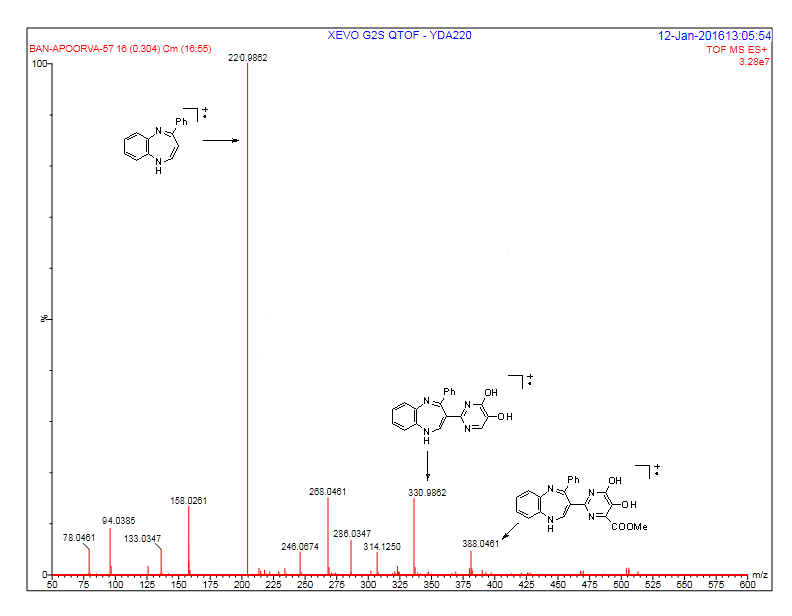 XEVO G2S QTOF - YDA220
12-Jan-201613:05:54
BAN-APOORVA-57 16 (0.304) Cm (16:55)
TOF MS ES+
3.28e7
100
220.9862
Ph
N
N
H
+
•
%
Ph
N
N
H
N
N
OH
OH
+
•
Ph
N
N
H
N
N
OH
OH
COOMe
+
•
158.0261
268.0461
330.9862
94.0385
78.0461
133.0347
246.0674
286.0347
314.1250
388.0461
0
50 75 100 125 150 175 200 225 250 275 300 325 350 375 400 425 450 475 500 525 550 575 600
m/z